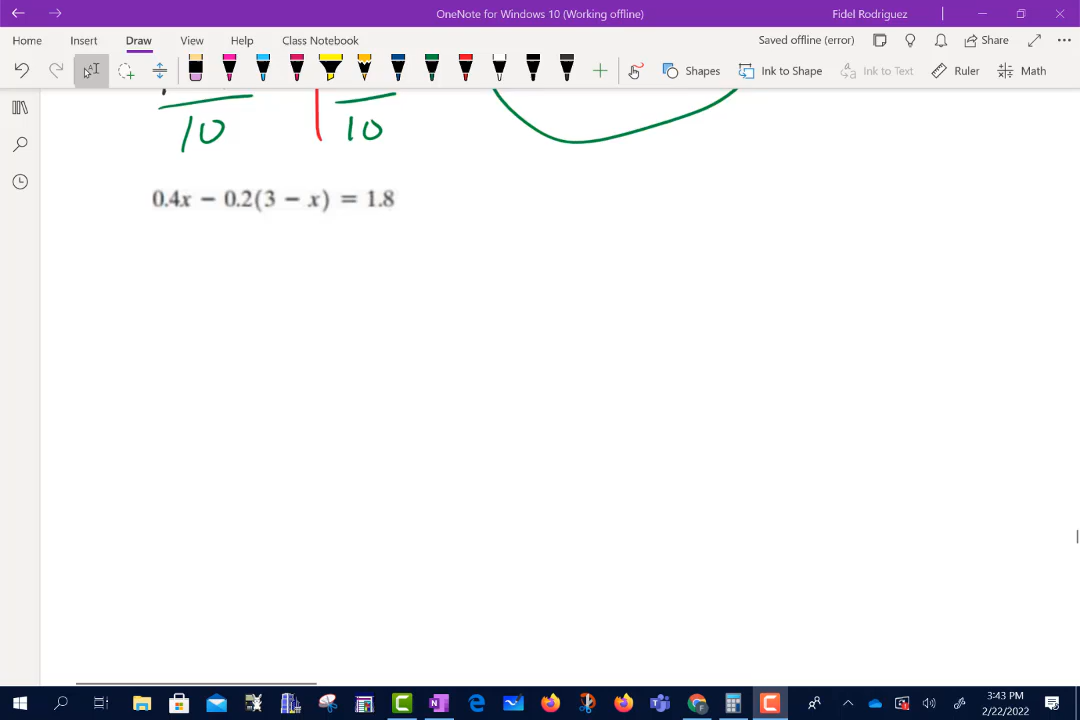 OneNote for Windows 10 (Working offline)
Fidel Rodriguez
Home Insert Draw View Help Class Notebook
Saved offline (error) Share
Shapes Ink to Shape Ink to Text Ruler Math
10 10
0.4x − 0.2(3 − x) = 1.8
3:43 PM
2/22/2022